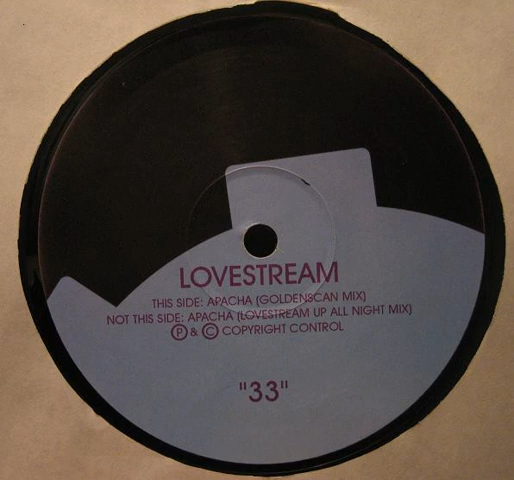 LOVESTREAM
THIS SIDE: APACHA (GOLDENSCAN MIX)
NOT THIS SIDE: APACHA (LOVESTREAM UP ALL NIGHT MIX)
Ⓟ & © COPYRIGHT CONTROL
"33"